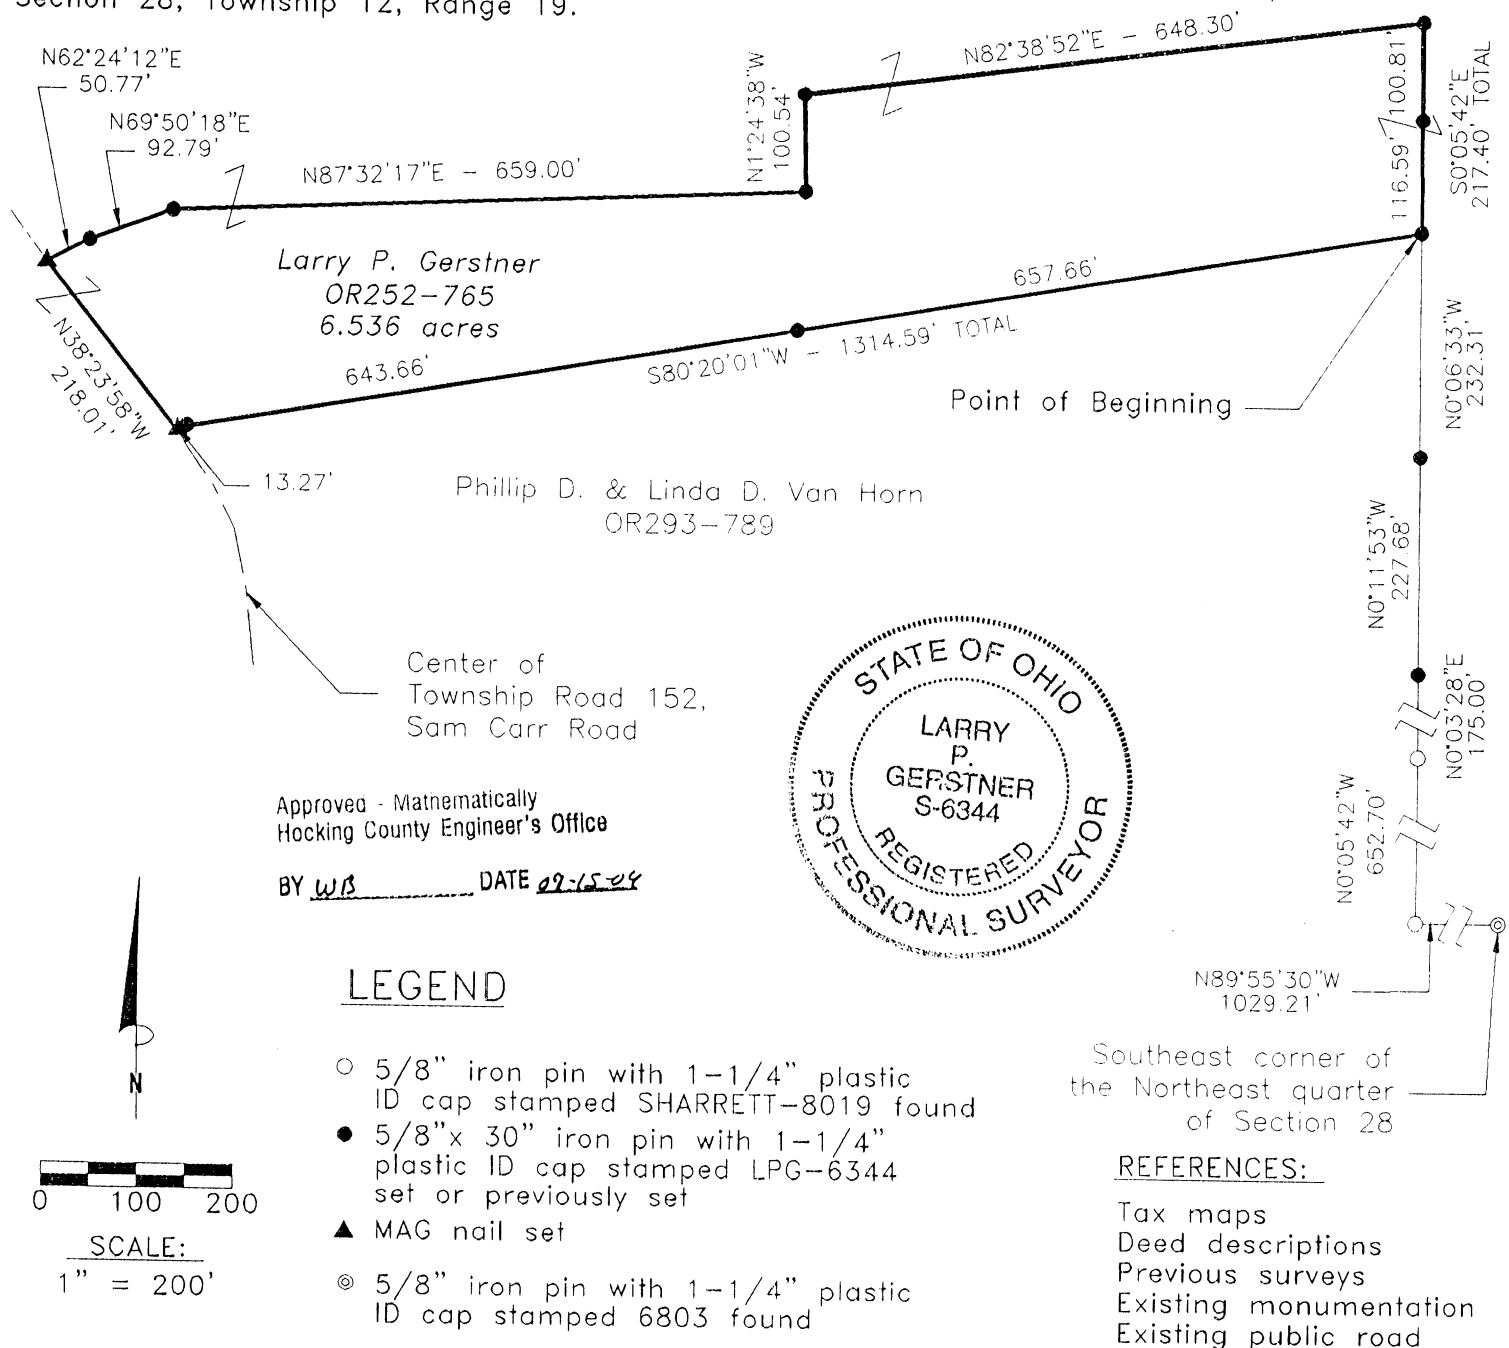 Section 28, Township 12, Range 19.
N62°24'12"E
50.77'
N69°50'18"E
92.79'
N87°32'17"E – 659.00'
N1°24'38"W
100.54'
N82°38'52"E – 648.30'
100.81'
116.59'
S0°05'42"E
217.40' TOTAL
Larry P. Gerstner
OR252–765
6.536 acres
N38°23'58"W
218.01'
643.66'
657.66'
S80°20'01"W – 1314.59' TOTAL
Point of Beginning
N0°06'33"W
232.31'
13.27'
Phillip D. & Linda D. Van Horn
OR293–789
N0°11'53"W
227.68'
Center of
Township Road 152,
Sam Carr Road
N0°03'28"E
175.00'
STATE OF OHIO
LARRY
P.
GERSTNER
S-6344
REGISTERED
PROFESSIONAL SURVEYOR
N0°05'42"W
652.70'
Approved - Mathematically
Hocking County Engineer's Office
BY WB DATE 07-15-04
N89°55'30"W
1029.21'
Southeast corner of
the Northeast quarter
of Section 28
N
0 100 200
SCALE:
1" = 200'
LEGEND
5/8" iron pin with 1–1/4" plastic
ID cap stamped SHARRETT–8019 found
5/8"x 30" iron pin with 1–1/4"
plastic ID cap stamped LPG–6344
set or previously set
MAG nail set
5/8" iron pin with 1–1/4" plastic
ID cap stamped 6803 found
REFERENCES:
Tax maps
Deed descriptions
Previous surveys
Existing monumentation
Existing public road